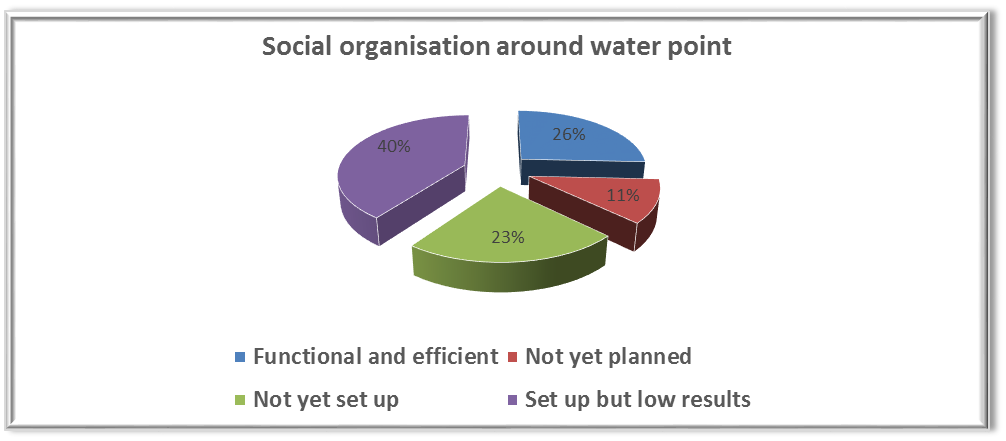 Social organisation around water point
26%
40%
11%
23%
Functional and efficient
Not yet planned
Not yet set up
Set up but low results